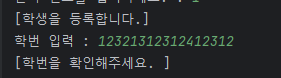 [학생을 등록합니다.]
학번 입력 : 12321312312412312
[학번을 확인해주세요. ]